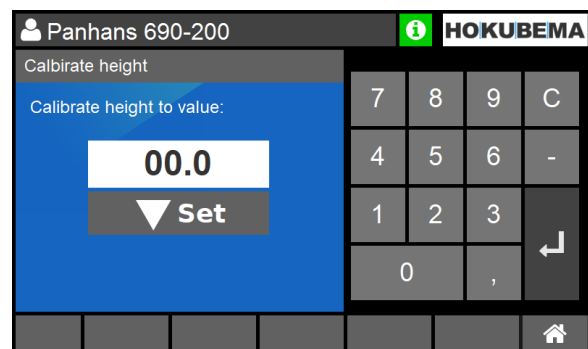 Panhans 690-200
i
HOKUBEMA
Calbirate height
Calibrate height to value:
00.0
Set
7 8 9 C
4 5 6 -
1 2 3
0 ,